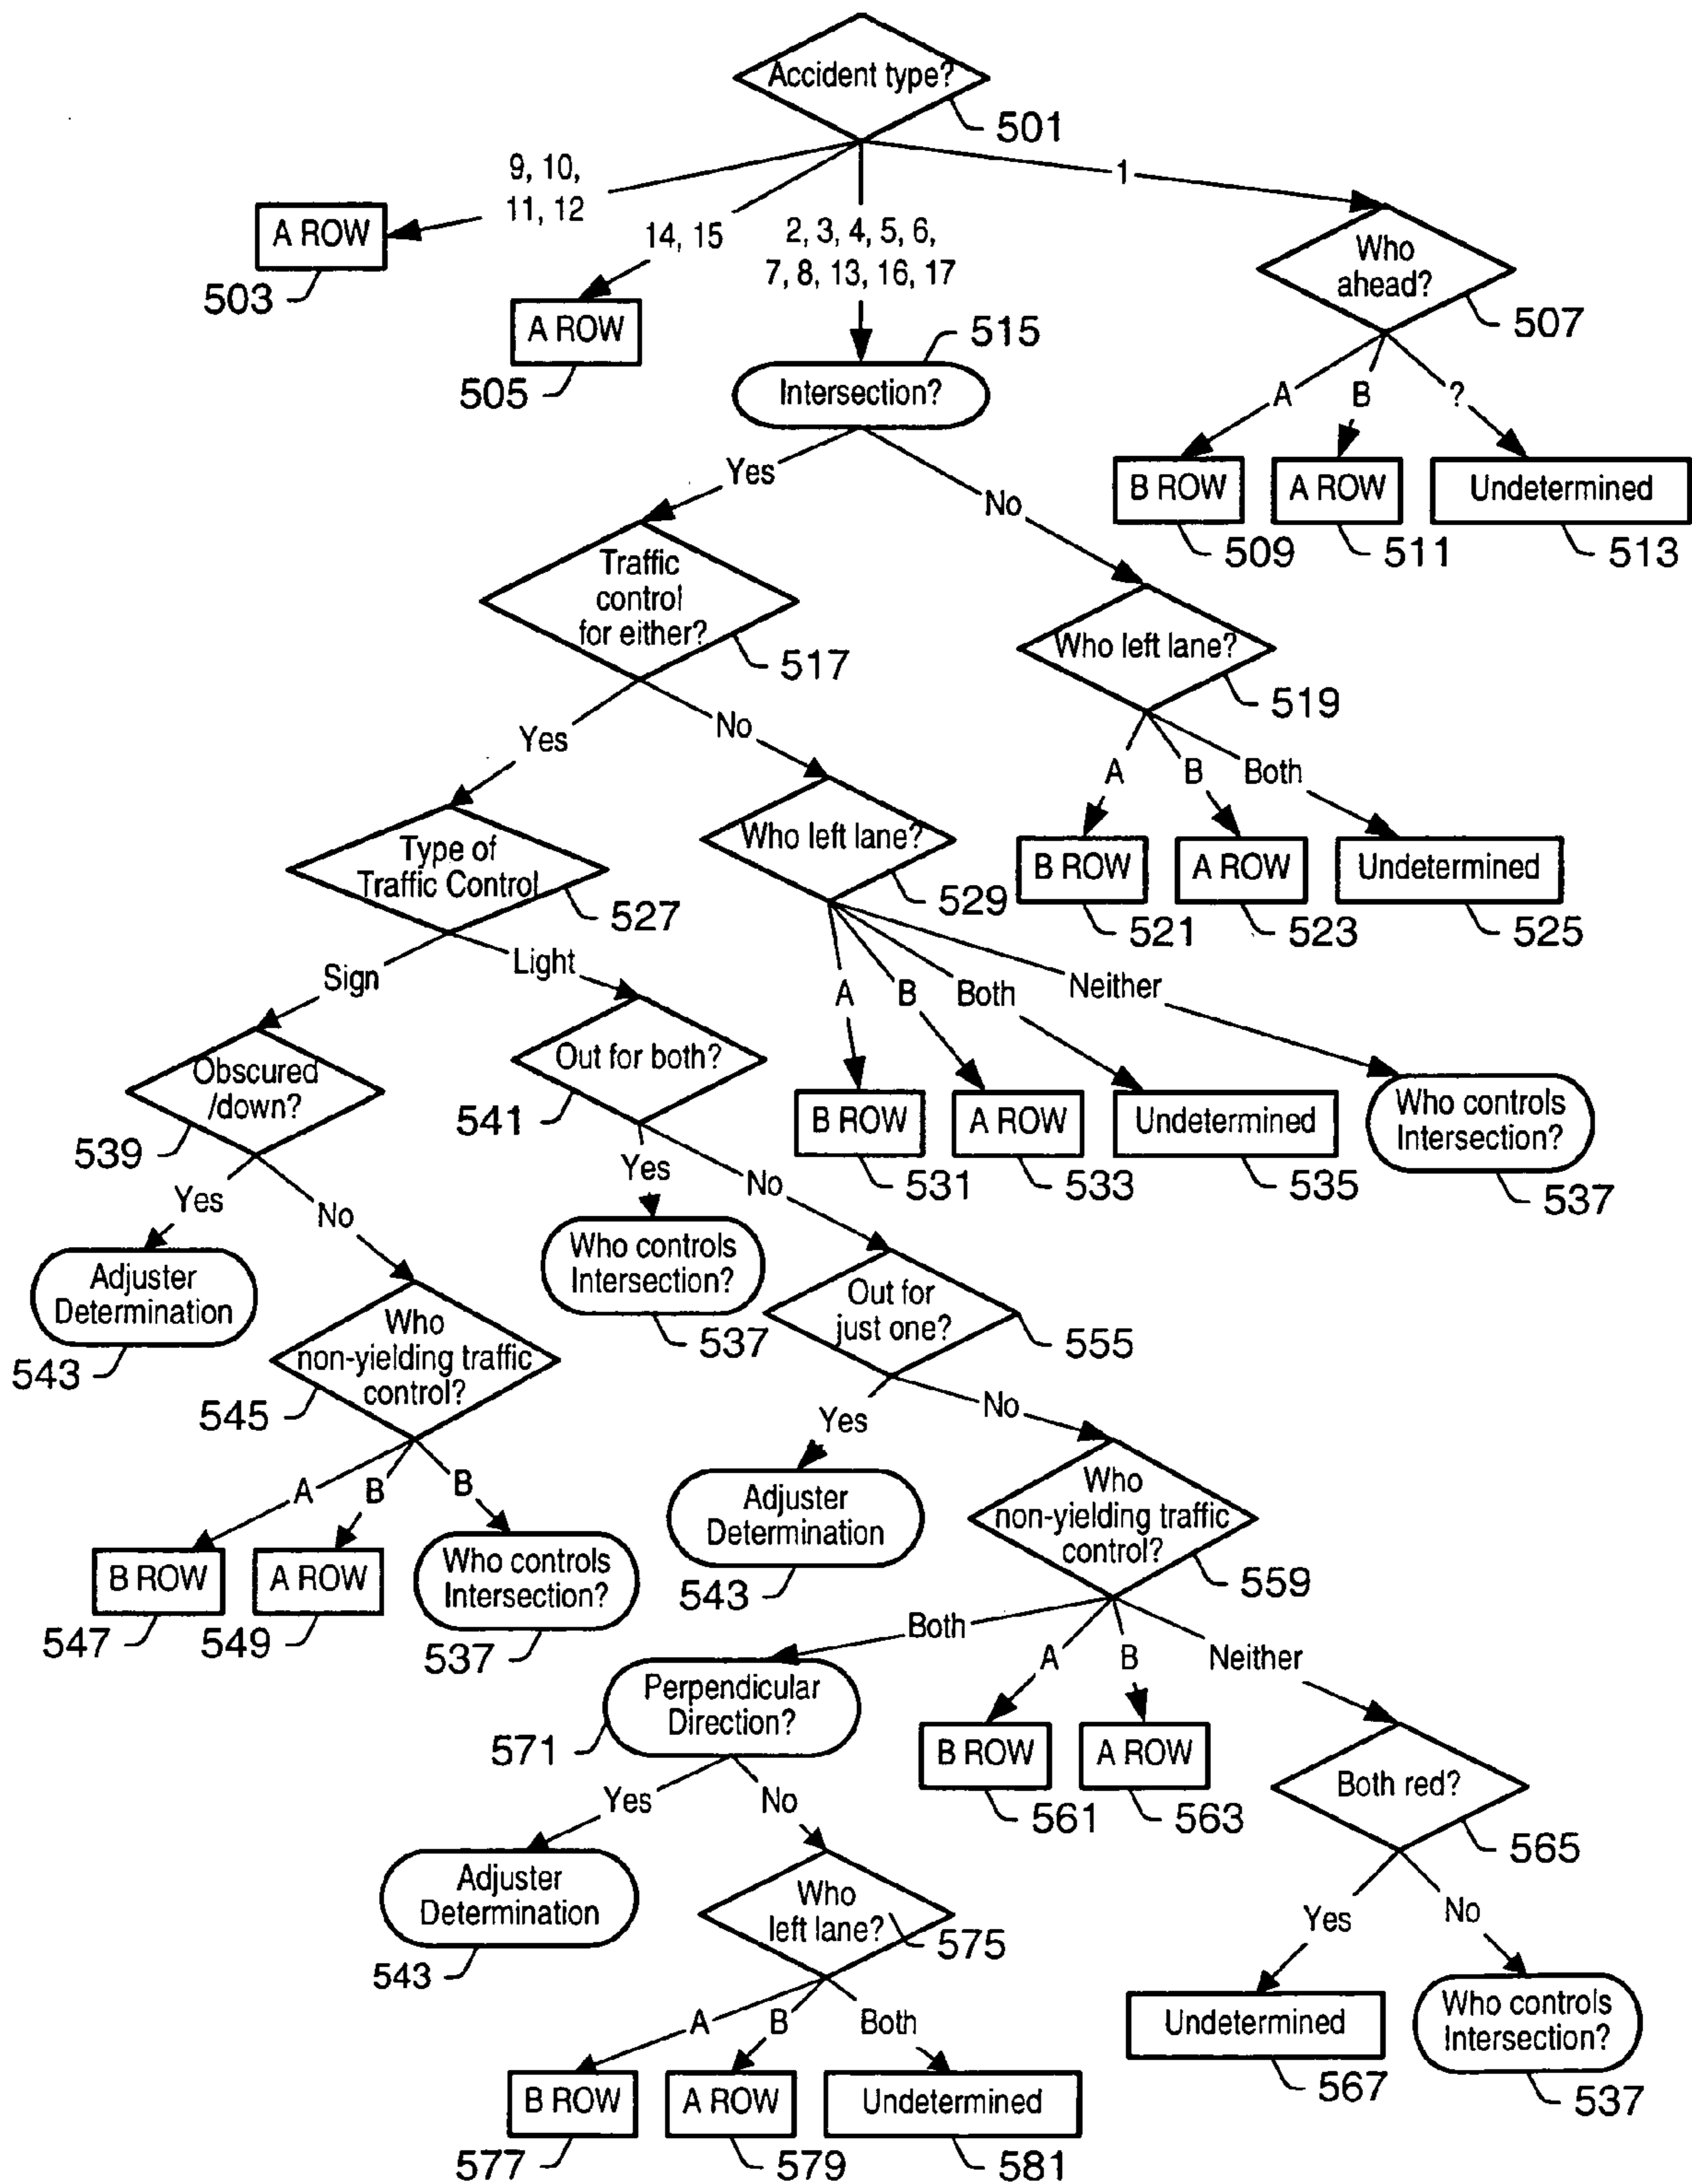 Accident type?
501
9, 10,
11, 12
14, 15
2, 3, 4, 5, 6,
7, 8, 13, 16, 17
1
A ROW
503
A ROW
505
Who
ahead?
507
515
Intersection?
A
B
?
B ROW
509
A ROW
511
Undetermined
513
Yes
No
Traffic
control
for either?
517
Who left lane?
519
Yes
No
A
B
Both
B ROW
521
A ROW
523
Undetermined
525
Type of
Traffic Control
527
Who left lane?
529
Sign
Light
A
B
Both
Neither
Obscured
/down?
539
Out for both?
541
B ROW
531
A ROW
533
Undetermined
535
Who controls
Intersection?
537
Yes
No
Yes
No
Adjuster
Determination
543
Who
non-yielding traffic
control?
545
Who controls
Intersection?
537
Out for
just one?
555
A
B
B
Yes
No
B ROW
547
A ROW
549
Who controls
Intersection?
537
Adjuster
Determination
543
Who
non-yielding traffic
control?
559
Both
A
B
Neither
Perpendicular
Direction?
571
B ROW
561
A ROW
563
Both red?
565
Yes
No
Yes
No
Adjuster
Determination
543
Who
left lane?
575
Undetermined
567
Who controls
Intersection?
537
A
B
Both
B ROW
577
A ROW
579
Undetermined
581